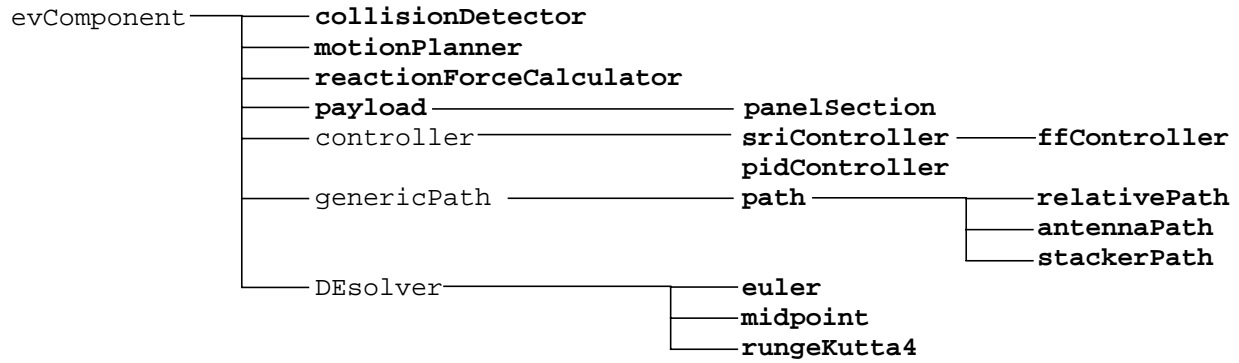 evComponent collisionDetector
motionPlanner
reactionForceCalculator
payload panelSection
controller sriController ffController
pidController
genericPath path relativePath
antennaPath
stackerPath
DEsolver euler
midpoint
rungeKutta4